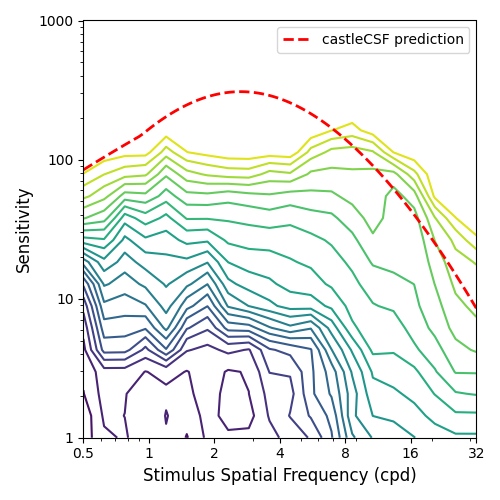 1000
castleCSF prediction
100
Sensitivity
10
1
0.5 1 2 4 8 16 32
Stimulus Spatial Frequency (cpd)